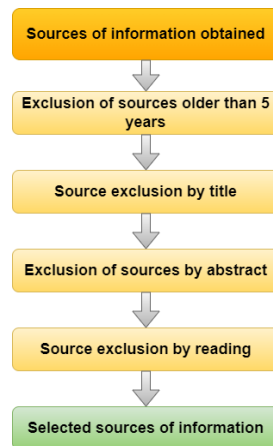 Sources of information obtained
Exclusion of sources older than 5
years
Source exclusion by title
Exclusion of sources by abstract
Source exclusion by reading
Selected sources of information